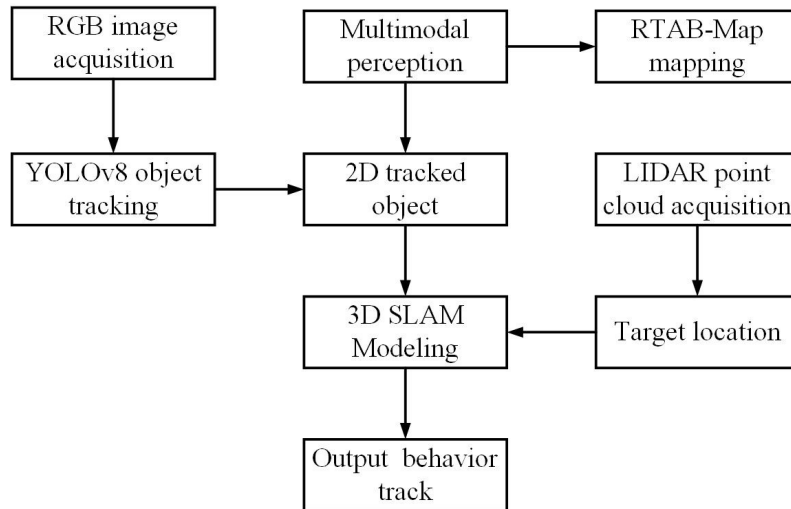 RGB image
acquisition
Multimodal
perception
RTAB-Map
mapping
YOLOv8 object
tracking
2D tracked
object
LIDAR point
cloud acquisition
3D SLAM
Modeling
Target location
Output behavior
track